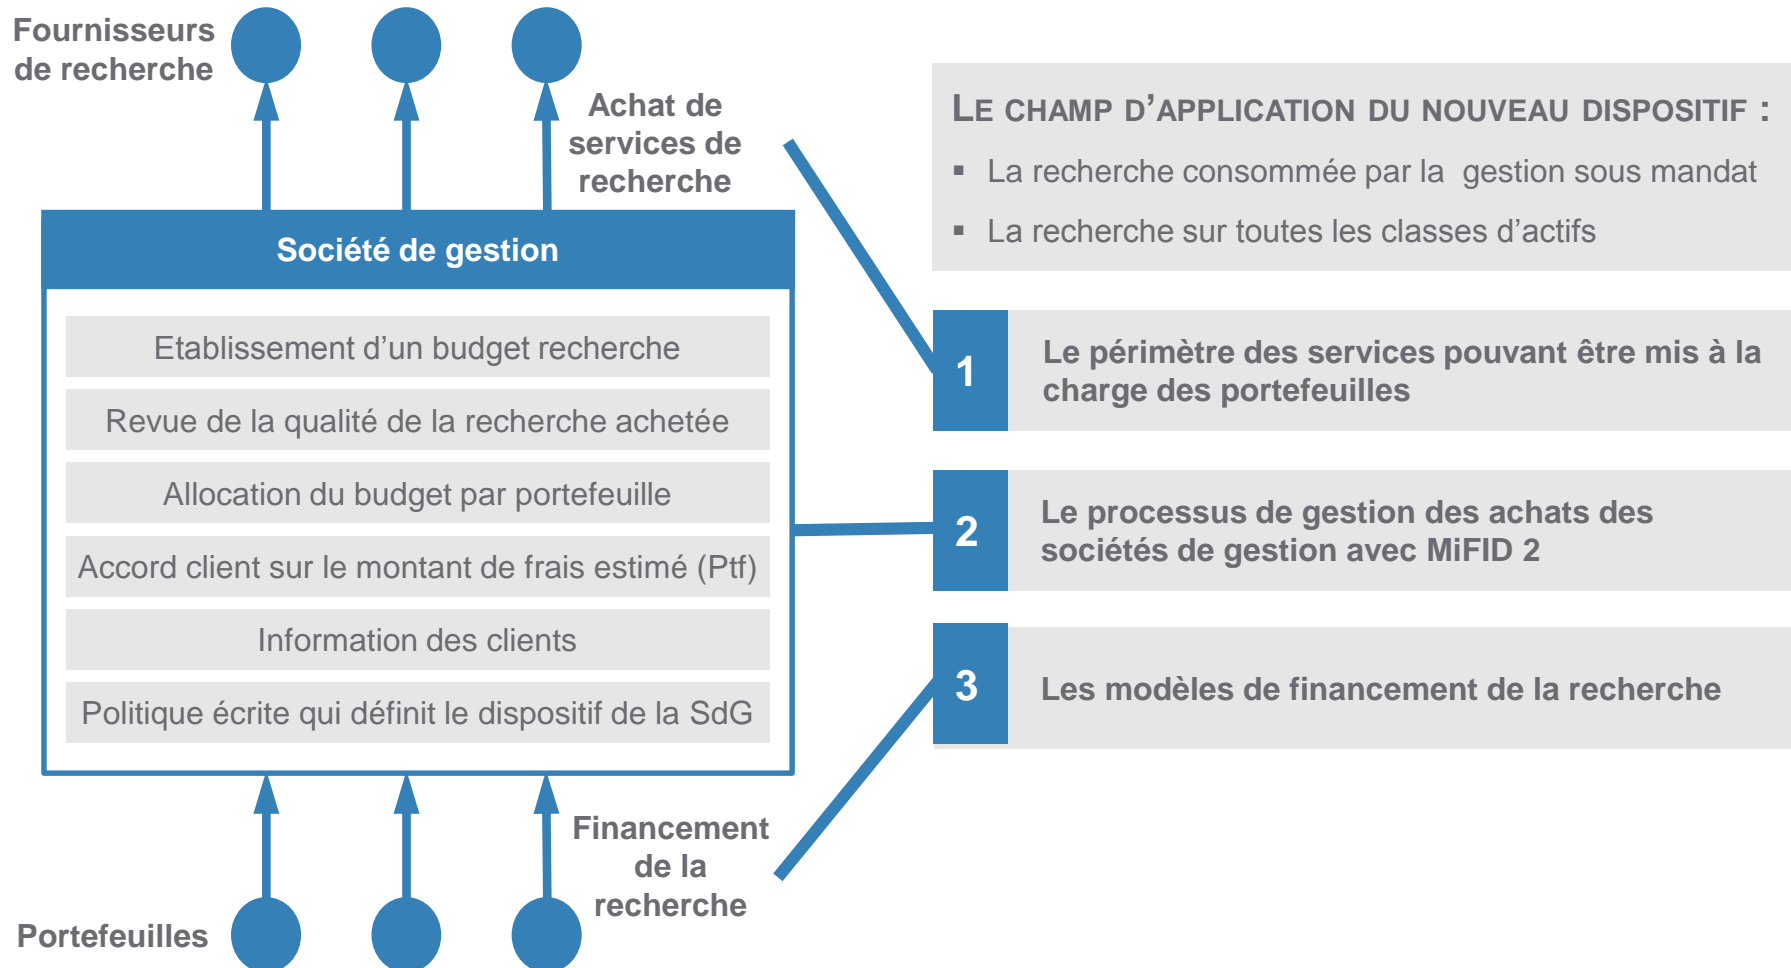 Fournisseurs
de recherche
Achat de
services de
recherche
Société de gestion
Etablissement d’un budget recherche
Revue de la qualité de la recherche achetée
Allocation du budget par portefeuille
Accord client sur le montant de frais estimé (Ptf)
Information des clients
Politique écrite qui définit le dispositif de la SdG
Financement
de la
recherche
Portefeuilles
LE CHAMP D’APPLICATION DU NOUVEAU DISPOSITIF :
▪ La recherche consommée par la gestion sous mandat
▪ La recherche sur toutes les classes d’actifs
1
Le périmètre des services pouvant être mis à la
charge des portefeuilles
2
Le processus de gestion des achats des
sociétés de gestion avec MiFID 2
3
Les modèles de financement de la recherche